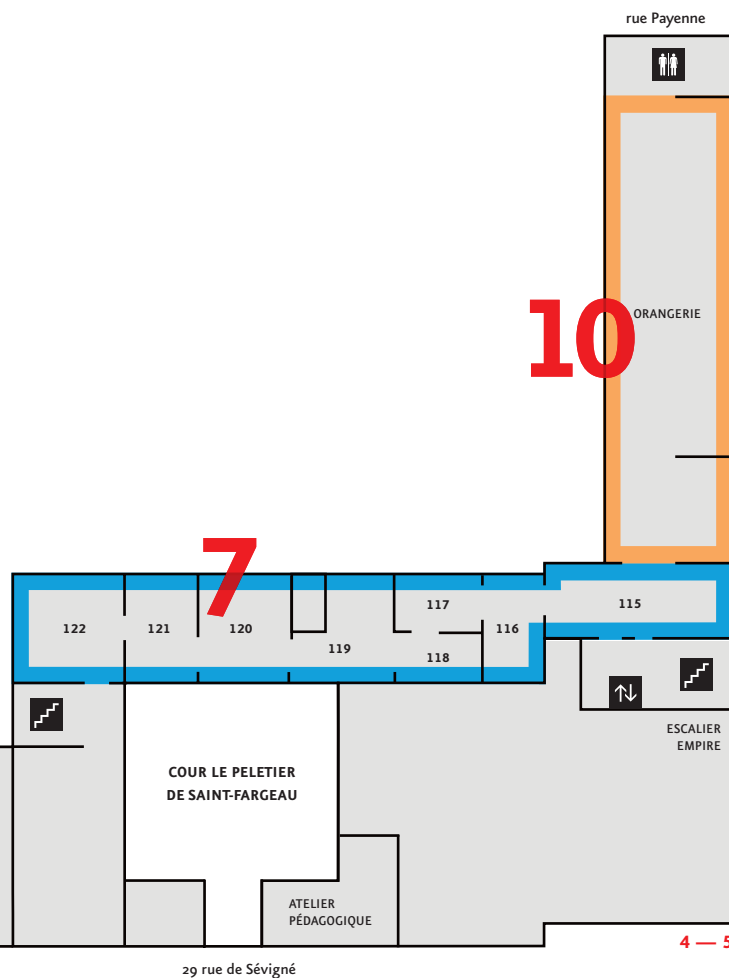 rue Payenne
10
ORANGERIE
7
122
121
120
119
117
118
116
115
ESCALIER
EMPIRE
COUR LE PELETIER
DE SAINT-FARGEAU
ATELIER
PÉDAGOGIQUE
4 — 5
29 rue de Sévigné